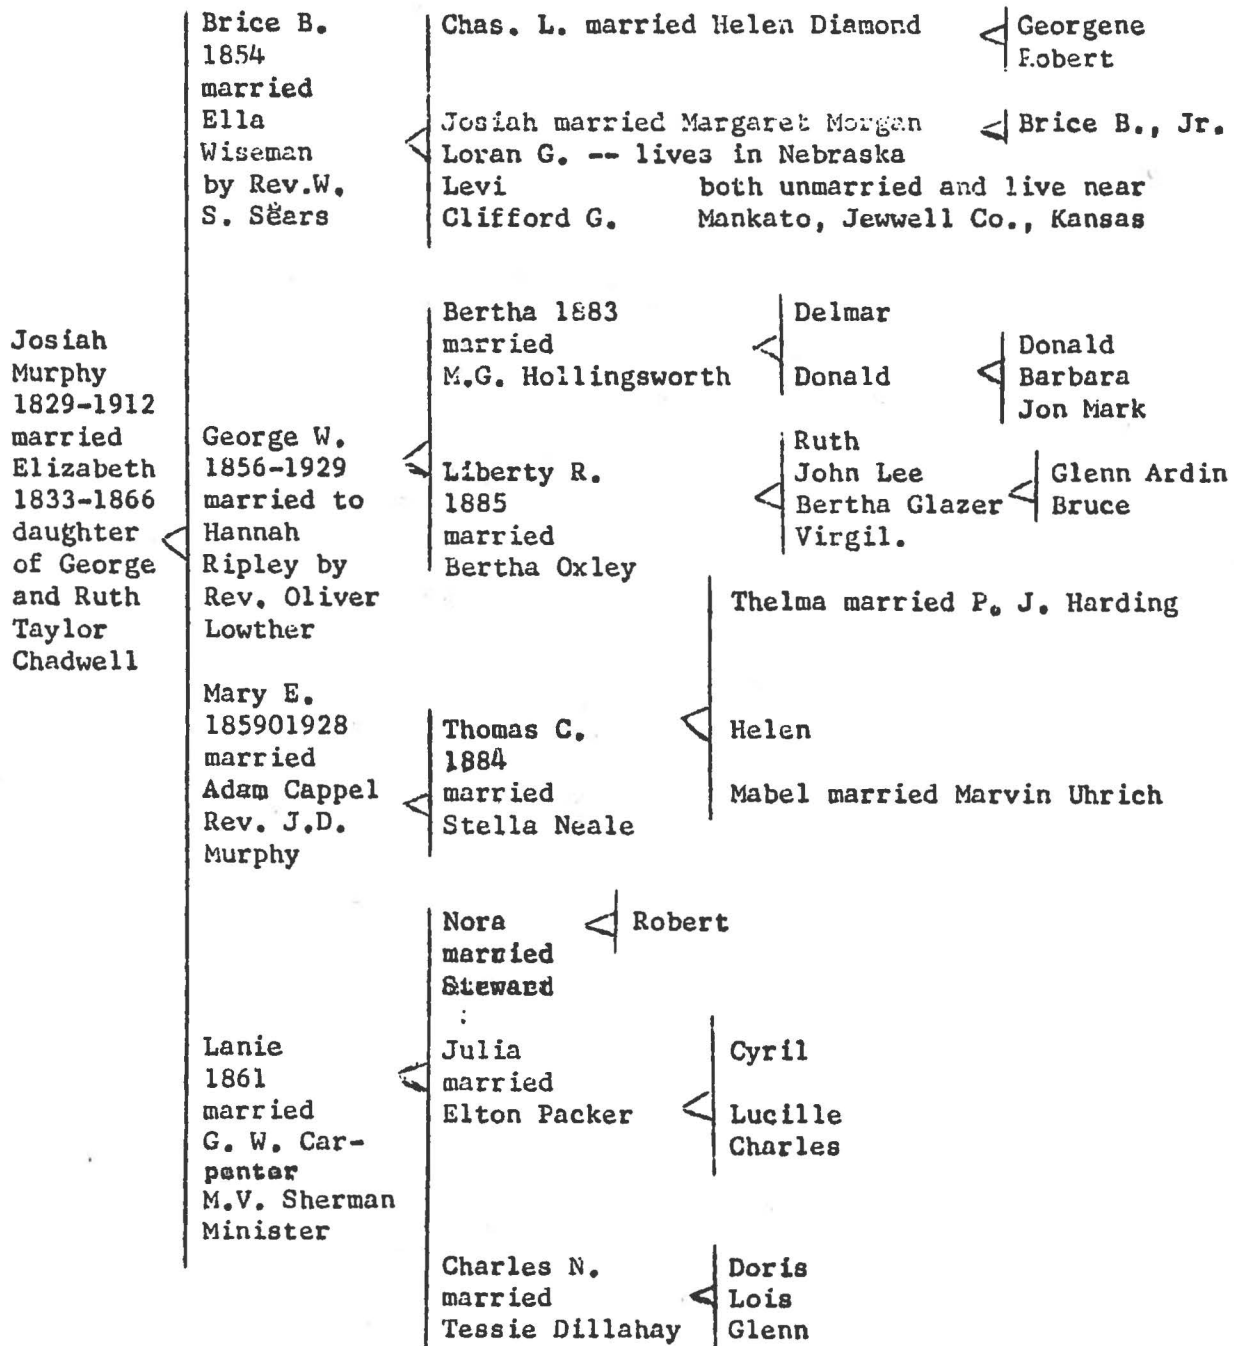 Josiah
Murphy
1829-1912
married
Elizabeth
1833-1866
daughter
of George
and Ruth
Taylor
Chadwell
Brice B.
1854
married
Ella
Wiseman
by Rev.W.
S. Sears
Chas. L. married Helen Diamond
Georgene
Robert
Josiah married Margaret Morgan
Brice B., Jr.
Loran G. -- lives in Nebraska
Levi both unmarried and live near
Clifford G. Mankato, Jewwell Co., Kansas
George W.
1856-1929
married to
Hannah
Ripley by
Rev. Oliver
Lowther
Bertha 1883
married
M.G. Hollingsworth
Delmar
Donald
Donald
Barbara
Jon Mark
Liberty R.
1885
married
Bertha Oxley
Ruth
John Lee
Bertha Glazer
Virgil.
Glenn Ardin
Bruce
Mary E.
185901928
married
Adam Cappel
Rev. J.D.
Murphy
Thomas C.
1884
married
Stella Neale
Thelma married P. J. Harding
Helen
Mabel married Marvin Uhrich
Lanie
1861
married
G. W. Car-
penter
M.V. Sherman
Minister
Nora
married
Steward
Robert
Julia
married
Elton Packer
Cyril
Lucille
Charles
Charles N.
married
Tessie Dillahay
Doris
Lois
Glenn